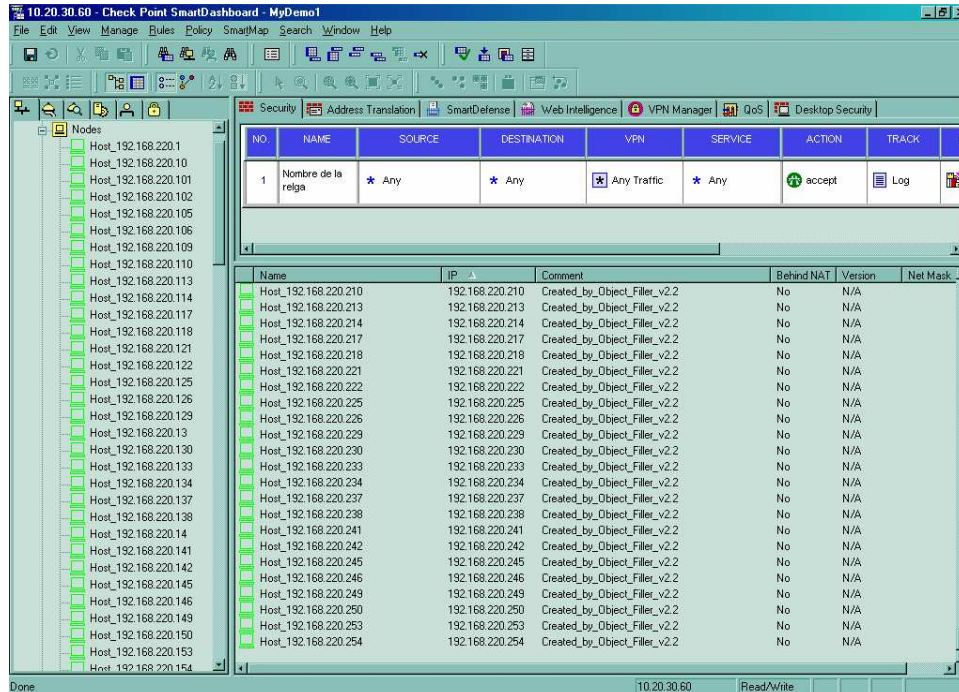 10.20.30.60 - Check Point SmartDashboard - MyDemo1
File Edit View Manage Rules Policy SmartMap Search Window Help
Security Address Translation SmartDefense Web Intelligence VPN Manager QoS Desktop Security
Nodes
Host_192.168.220.1
Host_192.168.220.10
Host_192.168.220.101
Host_192.168.220.102
Host_192.168.220.105
Host_192.168.220.106
Host_192.168.220.109
Host_192.168.220.110
Host_192.168.220.113
Host_192.168.220.114
Host_192.168.220.117
Host_192.168.220.118
Host_192.168.220.121
Host_192.168.220.122
Host_192.168.220.125
Host_192.168.220.126
Host_192.168.220.129
Host_192.168.220.13
Host_192.168.220.130
Host_192.168.220.133
Host_192.168.220.134
Host_192.168.220.137
Host_192.168.220.138
Host_192.168.220.14
Host_192.168.220.141
Host_192.168.220.142
Host_192.168.220.145
Host_192.168.220.146
Host_192.168.220.149
Host_192.168.220.150
Host_192.168.220.153
Host_192.168.220.154
NO. NAME SOURCE DESTINATION VPN SERVICE ACTION TRACK
1 Nombre de la relga * Any * Any * Any Traffic * Any accept Log
Name IP Comment Behind NAT Version Net Mask
Host_192.168.220.210 192.168.220.210 Created_by_Object_Filler_v2.2 No N/A
Host_192.168.220.213 192.168.220.213 Created_by_Object_Filler_v2.2 No N/A
Host_192.168.220.214 192.168.220.214 Created_by_Object_Filler_v2.2 No N/A
Host_192.168.220.217 192.168.220.217 Created_by_Object_Filler_v2.2 No N/A
Host_192.168.220.218 192.168.220.218 Created_by_Object_Filler_v2.2 No N/A
Host_192.168.220.221 192.168.220.221 Created_by_Object_Filler_v2.2 No N/A
Host_192.168.220.222 192.168.220.222 Created_by_Object_Filler_v2.2 No N/A
Host_192.168.220.225 192.168.220.225 Created_by_Object_Filler_v2.2 No N/A
Host_192.168.220.226 192.168.220.226 Created_by_Object_Filler_v2.2 No N/A
Host_192.168.220.229 192.168.220.229 Created_by_Object_Filler_v2.2 No N/A
Host_192.168.220.230 192.168.220.230 Created_by_Object_Filler_v2.2 No N/A
Host_192.168.220.233 192.168.220.233 Created_by_Object_Filler_v2.2 No N/A
Host_192.168.220.234 192.168.220.234 Created_by_Object_Filler_v2.2 No N/A
Host_192.168.220.237 192.168.220.237 Created_by_Object_Filler_v2.2 No N/A
Host_192.168.220.238 192.168.220.238 Created_by_Object_Filler_v2.2 No N/A
Host_192.168.220.241 192.168.220.241 Created_by_Object_Filler_v2.2 No N/A
Host_192.168.220.242 192.168.220.242 Created_by_Object_Filler_v2.2 No N/A
Host_192.168.220.245 192.168.220.245 Created_by_Object_Filler_v2.2 No N/A
Host_192.168.220.246 192.168.220.246 Created_by_Object_Filler_v2.2 No N/A
Host_192.168.220.249 192.168.220.249 Created_by_Object_Filler_v2.2 No N/A
Host_192.168.220.250 192.168.220.250 Created_by_Object_Filler_v2.2 No N/A
Host_192.168.220.253 192.168.220.253 Created_by_Object_Filler_v2.2 No N/A
Host_192.168.220.254 192.168.220.254 Created_by_Object_Filler_v2.2 No N/A
Done 10.20.30.60 Read/Write